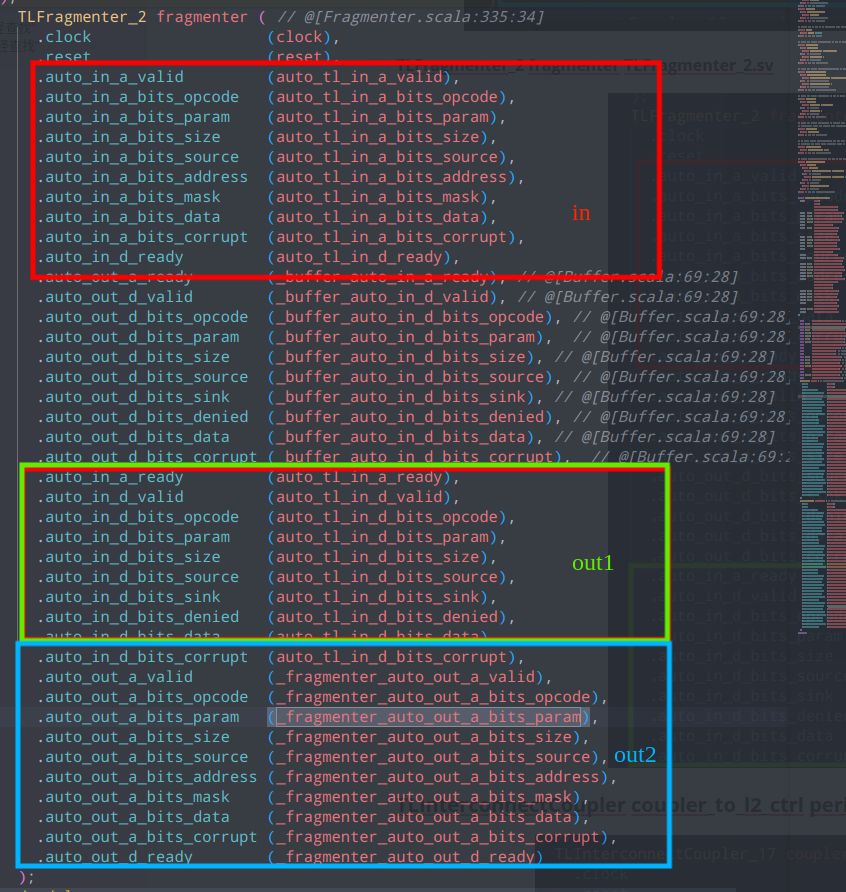 TLFragmenter_2 fragmenter ( // @[Fragmenter.scala:335:34]
.clock (clock),
.reset (reset),
.auto_in_a_valid (auto_tl_in_a_valid),
.auto_in_a_bits_opcode (auto_tl_in_a_bits_opcode),
.auto_in_a_bits_param (auto_tl_in_a_bits_param),
.auto_in_a_bits_size (auto_tl_in_a_bits_size),
.auto_in_a_bits_source (auto_tl_in_a_bits_source),
.auto_in_a_bits_address (auto_tl_in_a_bits_address),
.auto_in_a_bits_mask (auto_tl_in_a_bits_mask),
.auto_in_a_bits_data (auto_tl_in_a_bits_data),
in
.auto_in_a_bits_corrupt (auto_tl_in_a_bits_corrupt),
.auto_in_d_ready (auto_tl_in_d_ready),
.auto_out_a_ready (_buffer_auto_in_a_ready), // @[Buffer.scala:69:28]
.auto_out_d_valid (_buffer_auto_in_d_valid), // @[Buffer.scala:69:28]
.auto_out_d_bits_opcode (_buffer_auto_in_d_bits_opcode), // @[Buffer.scala:69:28]
.auto_out_d_bits_param (_buffer_auto_in_d_bits_param), // @[Buffer.scala:69:28]
.auto_out_d_bits_size (_buffer_auto_in_d_bits_size), // @[Buffer.scala:69:28]
.auto_out_d_bits_source (_buffer_auto_in_d_bits_source), // @[Buffer.scala:69:28]
.auto_out_d_bits_sink (_buffer_auto_in_d_bits_sink), // @[Buffer.scala:69:28]
.auto_out_d_bits_denied (_buffer_auto_in_d_bits_denied), // @[Buffer.scala:69:28]
.auto_out_d_bits_data (_buffer_auto_in_d_bits_data), // @[Buffer.scala:69:28]
.auto_out_d_bits_corrupt (_buffer_auto_in_d_bits_corrupt), // @[Buffer.scala:69:2
.auto_in_a_ready (auto_tl_in_a_ready),
.auto_in_d_valid (auto_tl_in_d_valid),
.auto_in_d_bits_opcode (auto_tl_in_d_bits_opcode),
.auto_in_d_bits_param (auto_tl_in_d_bits_param),
.auto_in_d_bits_size (auto_tl_in_d_bits_size),
out1
.auto_in_d_bits_source (auto_tl_in_d_bits_source),
.auto_in_d_bits_sink (auto_tl_in_d_bits_sink),
.auto_in_d_bits_denied (auto_tl_in_d_bits_denied),
.auto_in_d_bits_data (auto_tl_in_d_bits_data),
.auto_in_d_bits_corrupt (auto_tl_in_d_bits_corrupt),
.auto_out_a_valid (_fragmenter_auto_out_a_valid),
.auto_out_a_bits_opcode (_fragmenter_auto_out_a_bits_opcode),
.auto_out_a_bits_param (_fragmenter_auto_out_a_bits_param),
.auto_out_a_bits_size (_fragmenter_auto_out_a_bits_size),
.auto_out_a_bits_source (_fragmenter_auto_out_a_bits_source),
out2
.auto_out_a_bits_address (_fragmenter_auto_out_a_bits_address),
.auto_out_a_bits_mask (_fragmenter_auto_out_a_bits_mask),
.auto_out_a_bits_data (_fragmenter_auto_out_a_bits_data),
.auto_out_a_bits_corrupt (_fragmenter_auto_out_a_bits_corrupt),
.auto_out_d_ready (_fragmenter_auto_out_d_ready)
);